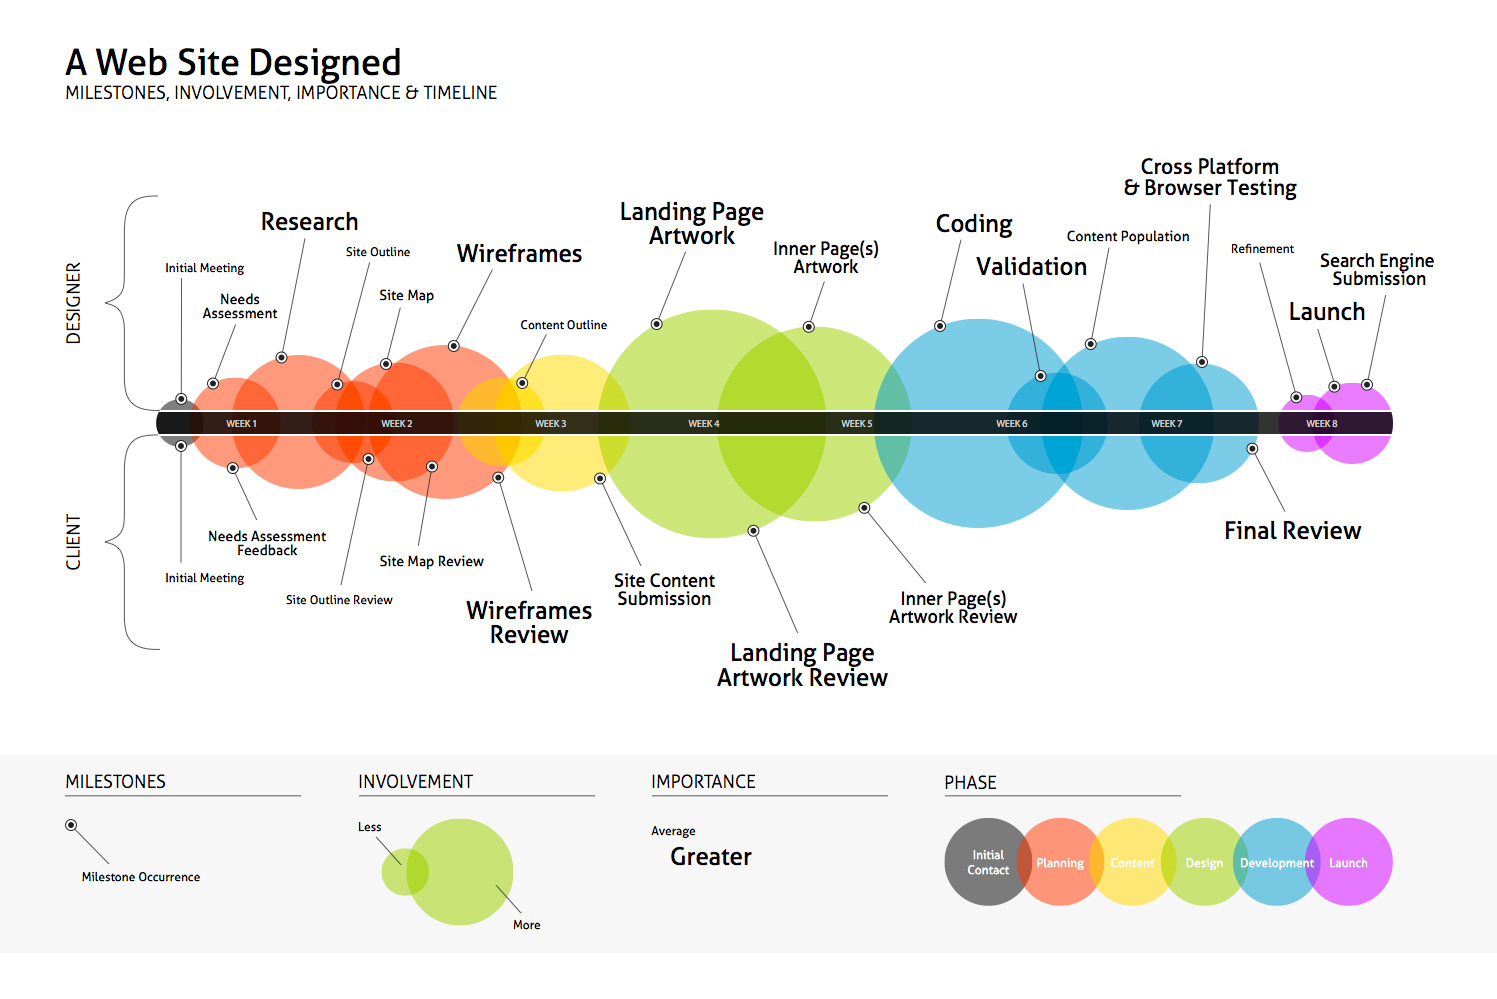 A Web Site Designed
MILESTONES, INVOLVEMENT, IMPORTANCE & TIMELINE
DESIGNER
Initial Meeting
Needs
Assessment
Research
Site Outline
Site Map
Wireframes
Content Outline
Landing Page
Artwork
Inner Page(s)
Artwork
Coding
Validation
Content Population
Cross Platform
& Browser Testing
Refinement
Launch
Search Engine
Submission
WEEK 1
WEEK 2
WEEK 3
WEEK 4
WEEK 5
WEEK 6
WEEK 7
WEEK 8
CLIENT
Initial Meeting
Needs Assessment
Feedback
Site Outline Review
Site Map Review
Wireframes
Review
Site Content
Submission
Landing Page
Artwork Review
Inner Page(s)
Artwork Review
Final Review
MILESTONES
Milestone Occurrence
INVOLVEMENT
Less
More
IMPORTANCE
Average
Greater
PHASE
Initial
Contact
Planning
Content
Design
Development
Launch